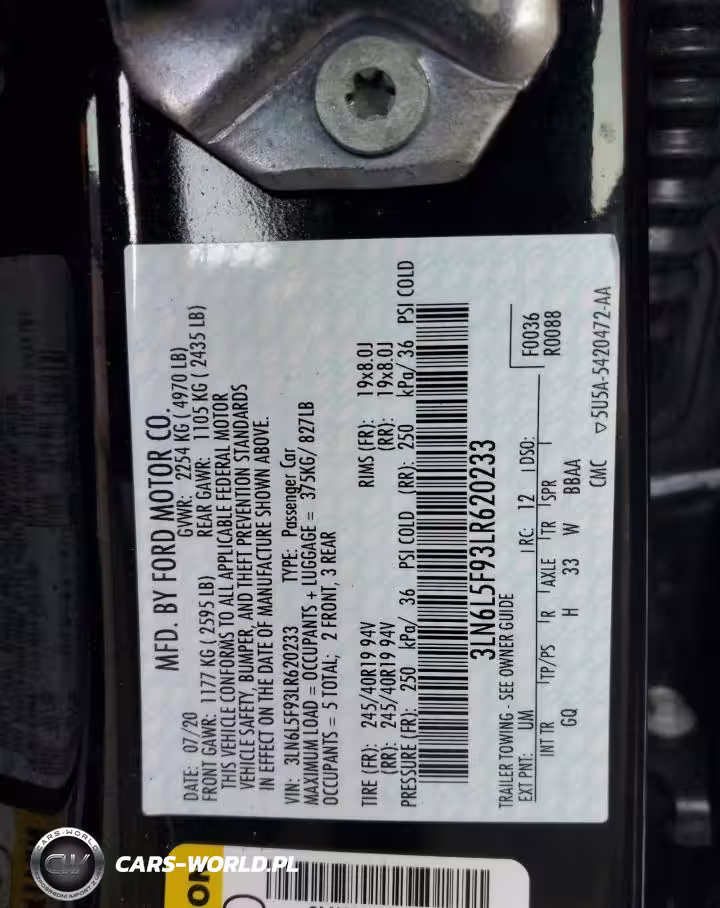 MFD. BY FORD MOTOR CO.
DATE: 07/20 GVWR: 2254 KG ( 4970 LB)
FRONT GAWR: 1177 KG ( 2595 LB) REAR GAWR: 1105 KG ( 2435 LB)
THIS VEHICLE CONFORMS TO ALL APPLICABLE FEDERAL MOTOR
VEHICLE SAFETY, BUMPER, AND THEFT PREVENTION STANDARDS
IN EFFECT ON THE DATE OF MANUFACTURE SHOWN ABOVE.
VIN: 3LN6L5F93LR620233 TYPE: Passenger Car
MAXIMUM LOAD = OCCUPANTS + LUGGAGE = 375KG/ 827LB
OCCUPANTS = 5 TOTAL; 2 FRONT, 3 REAR
TIRE (FR): 245/40R19 94V RIMS (FR): 19x8.0J
(RR): 245/40R19 94V (RR): 19x8.0J
PRESSURE (FR): 250 kPa/ 36 PSI COLD (RR): 250 kPa/ 36 PSI COLD
3LN6L5F93LR620233
TRAILER TOWING - SEE OWNER GUIDE
F0036
R0088
EXT PNT: UM RC: 12 DSO:
INT TR TP/PS R AXLE TR SPR
GQ H 33 W BBAA
CMC ▽5U5A-5420472-AA
ON
CARS-WORLD
CW
CARS-WORLD.PL